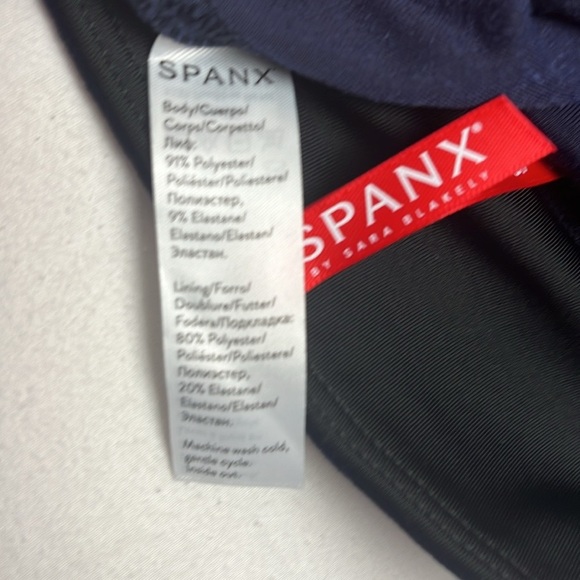 SPANX
Body/Cuerpo/
Corps/Corpetto/
Лиф:
91% Polyester/
Poliéster/Poliestere/
Полиэстер,
9% Elastane/
Elastano/Elastan/
Эластан.
Lining/Forro/
Doublure/Futter/
Fodera/Подкладка:
80% Polyester/
Poliéster/Poliestere/
Полиэстер,
20% Elastane/
Elastano/Elastan/
Эластан.
Machine wash cold,
gentle cycle.
Inside out.
SPANX®
BY SARA BLAKELY